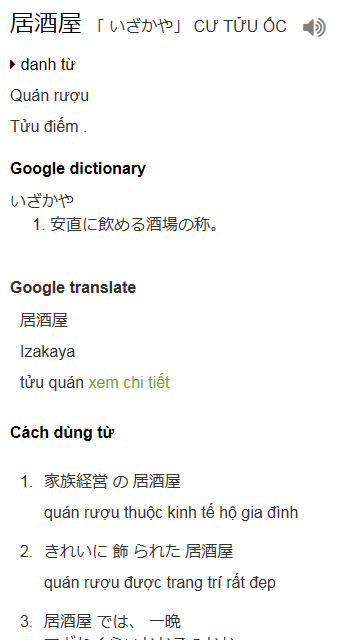 居酒屋 「 いざかや」 CƯ TỬU ỐC
danh từ
Quán rượu
Tửu điếm .
Google dictionary
いざかや
1. 安直に飲める酒場の称。
Google translate
居酒屋
Izakaya
tửu quán xem chi tiết
Cách dùng từ
1. 家族経営 の 居酒屋
quán rượu thuộc kinh tế hộ gia đình
2. きれいに 飾 られた 居酒屋
quán rượu được trang trí rất đẹp
3. 居酒屋 では、 一晩